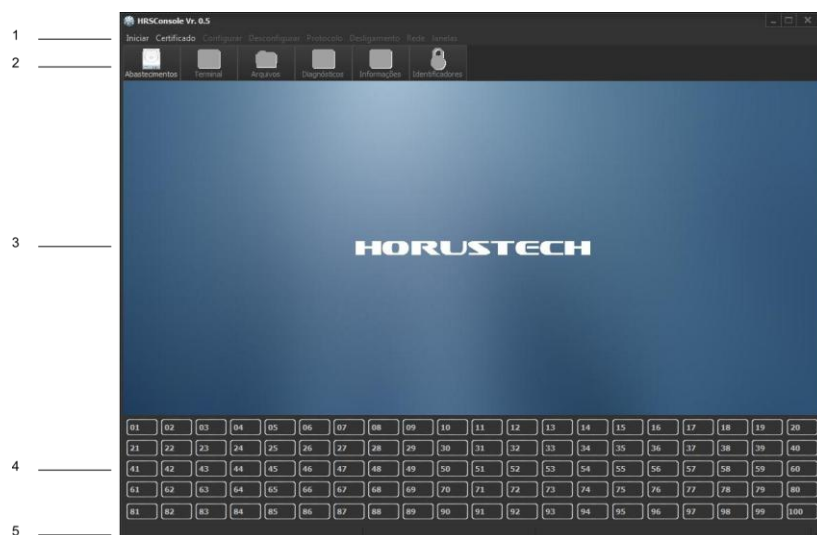 HRSConsole Vr. 0.5
1
Iniciar Certificado Configurar Desconfigurar Protocolo Desligamento Rede Janelas
2
Abastecimentos Terminal Arquivos Diagnósticos Informações Identificadores
3
HORUSTECH
01 02 03 04 05 06 07 08 09 10 11 12 13 14 15 16 17 18 19 20
21 22 23 24 25 26 27 28 29 30 31 32 33 34 35 36 37 38 39 40
4
41 42 43 44 45 46 47 48 49 50 51 52 53 54 55 56 57 58 59 60
61 62 63 64 65 66 67 68 69 70 71 72 73 74 75 76 77 78 79 80
81 82 83 84 85 86 87 88 89 90 91 92 93 94 95 96 97 98 99 100
5